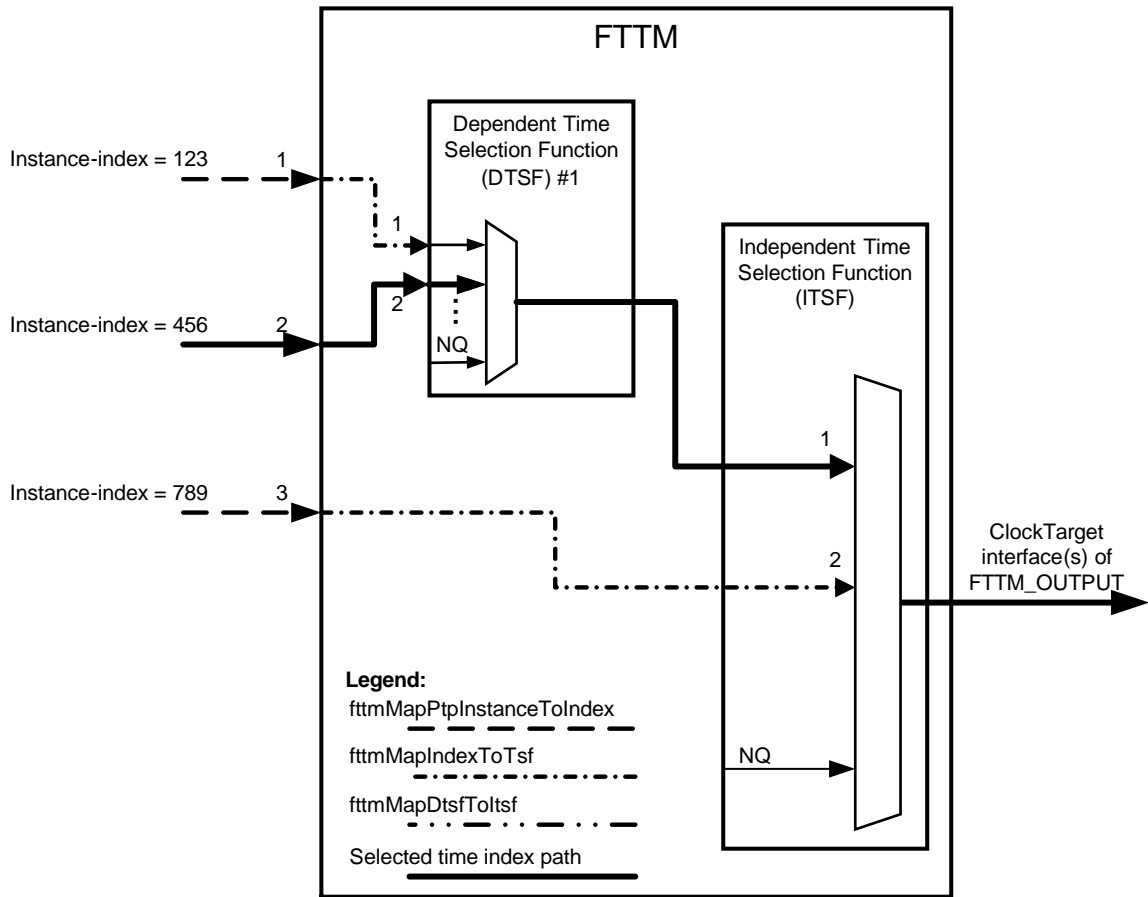 FTTM
Dependent Time
Selection Function
(DTSF) #1
Instance-index = 123
1
1
2
NQ
Instance-index = 456
2
Independent Time
Selection Function
(ITSF)
1
Instance-index = 789
3
2
ClockTarget
interface(s) of
FTTM_OUTPUT
NQ
Legend:
fttmMapPtpInstanceToIndex
fttmMapIndexToTsf
fttmMapDtsfToItsf
Selected time index path